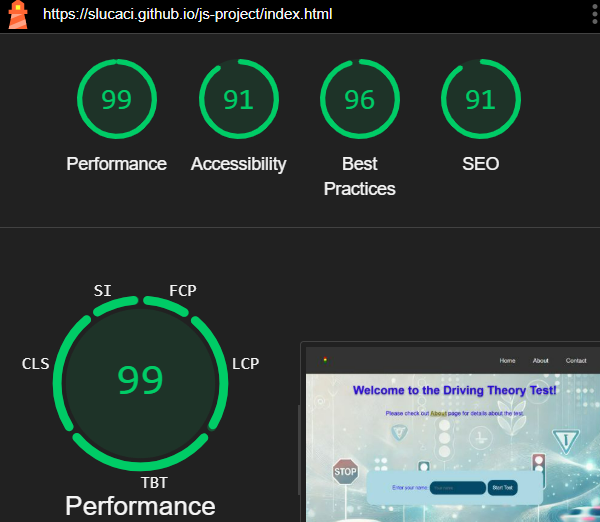 https://slucaci.github.io/js-project/index.html
99
91
96
91
Performance
Accessibility
Best
Practices
SEO
SI
FCP
CLS
LCP
99
TBT
Performance
Home
About
Contact
Welcome to the Driving Theory Test!
Please check out About page for details about the test.
STOP
Enter your name:
Start Test